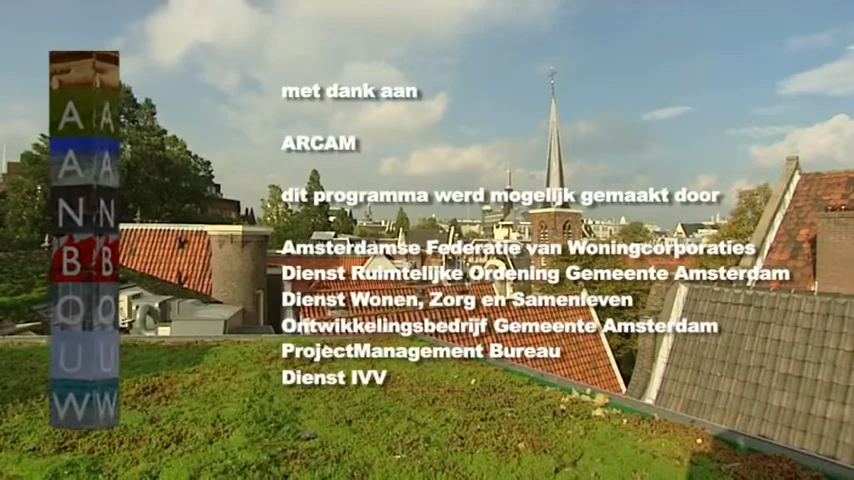 met dank aan
ARCAM
dit programma werd mogelijk gemaakt door
Amsterdamse Federatie van Woningcorporaties
Dienst Ruimtelijke Ordening Gemeente Amsterdam
Dienst Wonen, Zorg en Samenleven
Ontwikkelingsbedrijf Gemeente Amsterdam
ProjectManagement Bureau
Dienst IVV
AANBOUW
AANBOUW